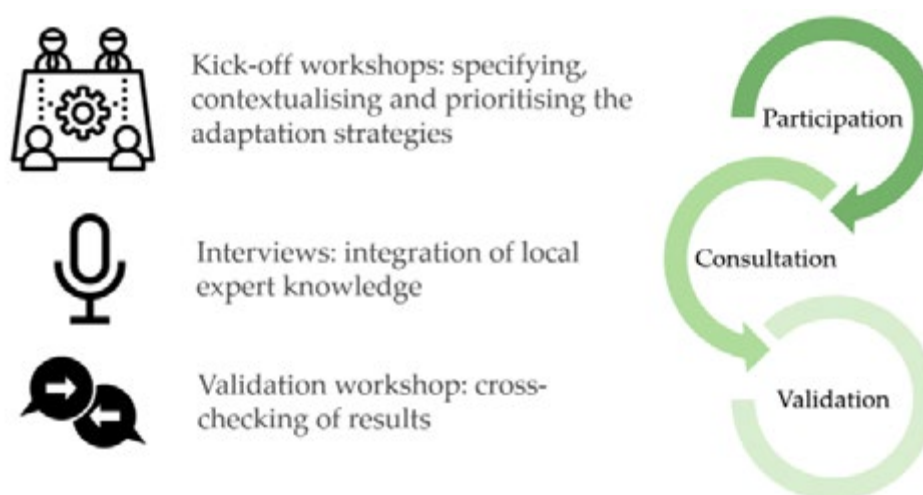 Kick-off workshops: specifying,
contextualising and prioritising the
adaptation strategies
Participation
Interviews: integration of local
expert knowledge
Consultation
Validation workshop: cross-
checking of results
Validation